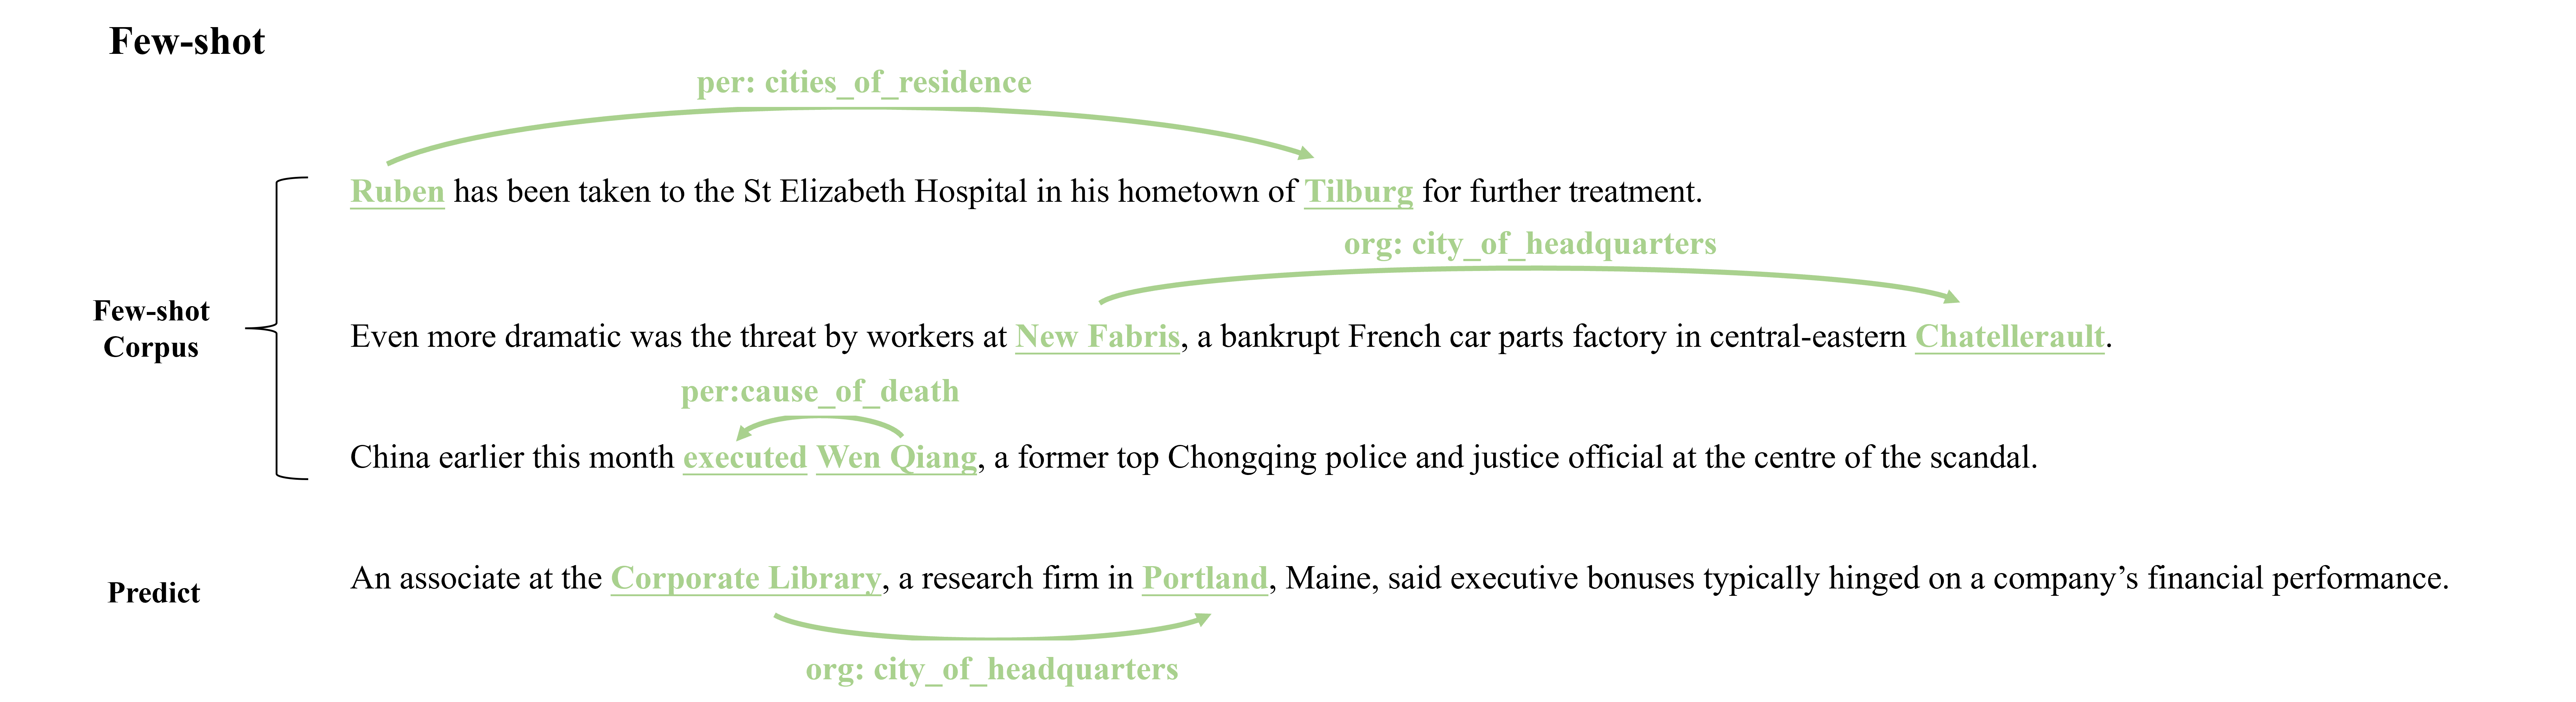 Few-shot
per: cities_of_residence
Ruben has been taken to the St Elizabeth Hospital in his hometown of Tilburg for further treatment.
org: city_of_headquarters
Few-shot
Corpus
Even more dramatic was the threat by workers at New Fabris, a bankrupt French car parts factory in central-eastern Chatellerault.
per:cause_of_death
China earlier this month executed Wen Qiang, a former top Chongqing police and justice official at the centre of the scandal.
Predict
An associate at the Corporate Library, a research firm in Portland, Maine, said executive bonuses typically hinged on a company’s financial performance.
org: city_of_headquarters